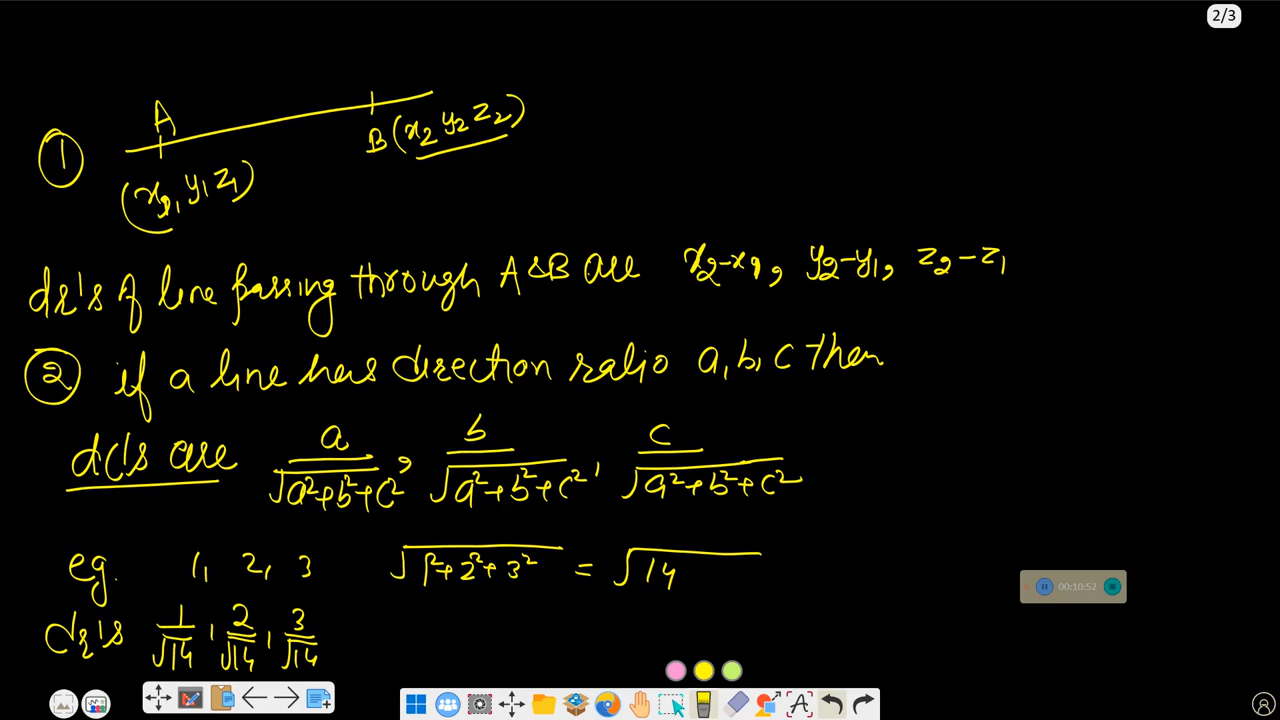 2/3
A
① B (x₂ y₂ z₂)
(x₁, y₁ z₁)
dr's of line passing through A & B are x₂-x₁, y₂-y₁, z₂-z₁
② if a line has direction ratio a, b, c then
dc's are a/√a²+b²+c², b/√a²+b²+c², c/√a²+b²+c²
eg. 1, 2, 3 √1²+2²+3² = √14
dr's 1/√14, 2/√14, 3/√14
00:10:52